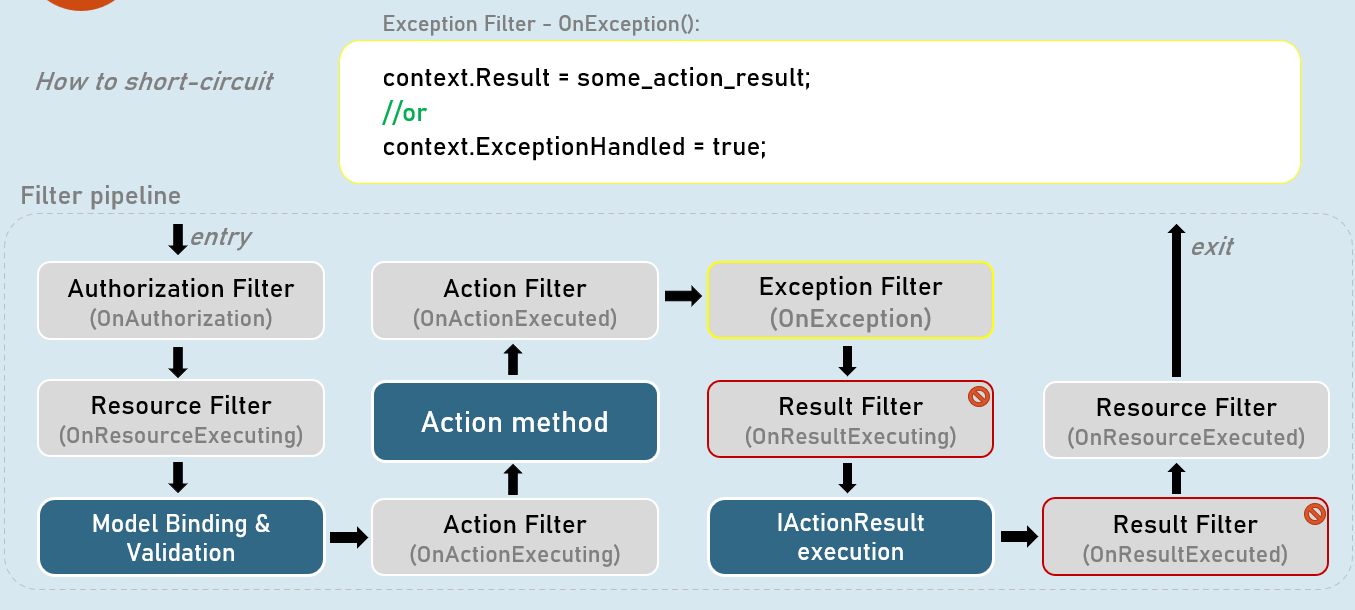 Exception Filter - OnException():
How to short-circuit
context.Result = some_action_result;
//or
context.ExceptionHandled = true;
Filter pipeline
entry
Authorization Filter
(OnAuthorization)
Resource Filter
(OnResourceExecuting)
Model Binding &
Validation
Action Filter
(OnActionExecuting)
Action method
Action Filter
(OnActionExecuted)
Exception Filter
(OnException)
Result Filter
(OnResultExecuting)
IActionResult
execution
Result Filter
(OnResultExecuted)
Resource Filter
(OnResourceExecuted)
exit